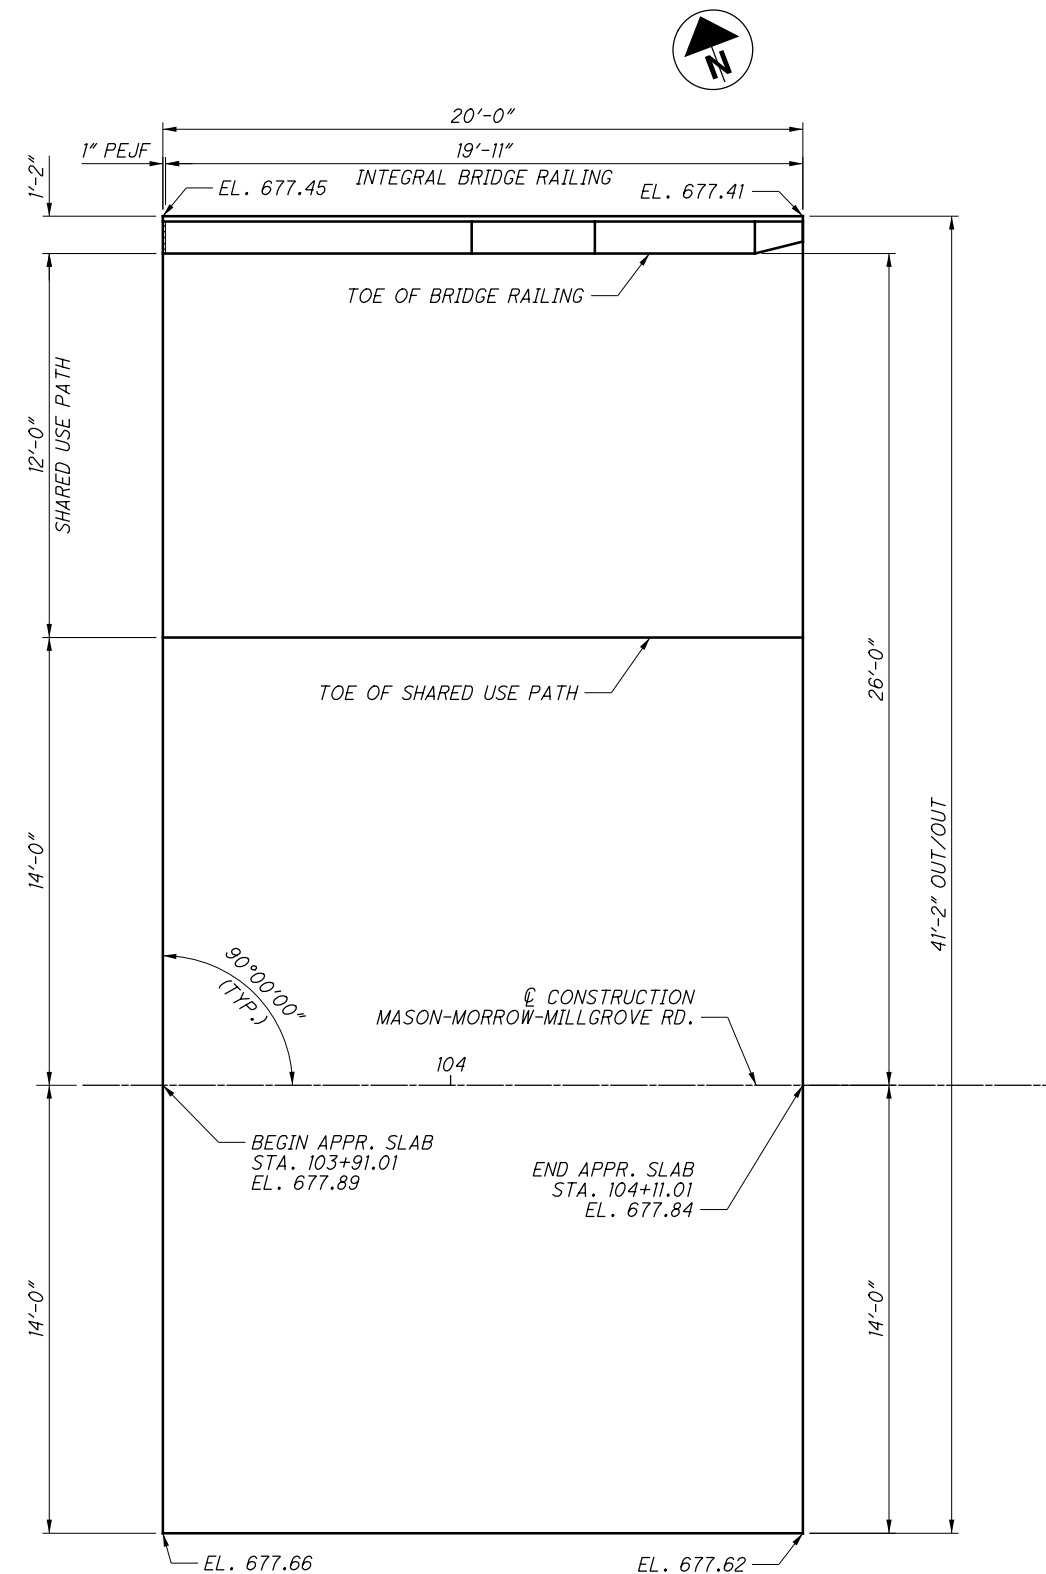 N
20'-0"
1" PEJF
19'-11"
INTEGRAL BRIDGE RAILING
1'-2"
EL. 677.45
EL. 677.41
TOE OF BRIDGE RAILING
12'-0"
SHARED USE PATH
26'-0"
TOE OF SHARED USE PATH
14'-0"
41'-2" OUT/OUT
90°00'00"
(TYP.)
℄ CONSTRUCTION
MASON-MORROW-MILLGROVE RD.
104
BEGIN APPR. SLAB
STA. 103+91.01
EL. 677.89
END APPR. SLAB
STA. 104+11.01
EL. 677.84
14'-0"
14'-0"
EL. 677.66
EL. 677.62